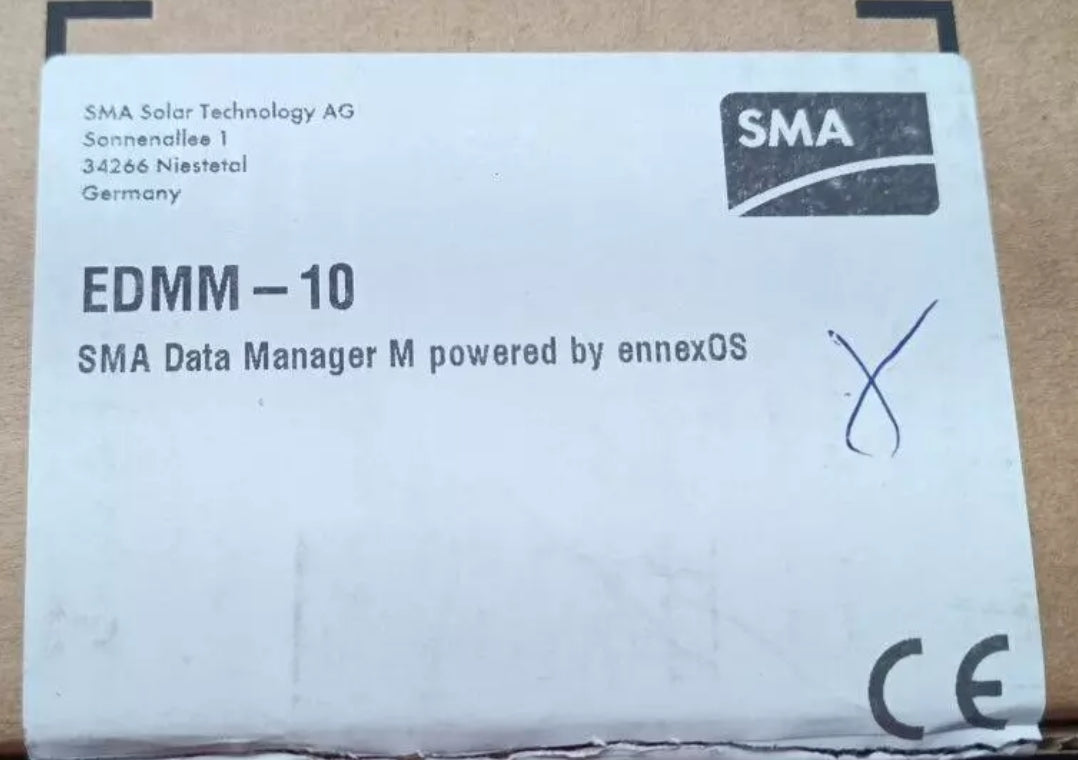 SMA Solar Technology AG
Sonnenallee 1
34266 Niestetal
Germany
SMA
EDMM – 10
SMA Data Manager M powered by ennexOS
CE